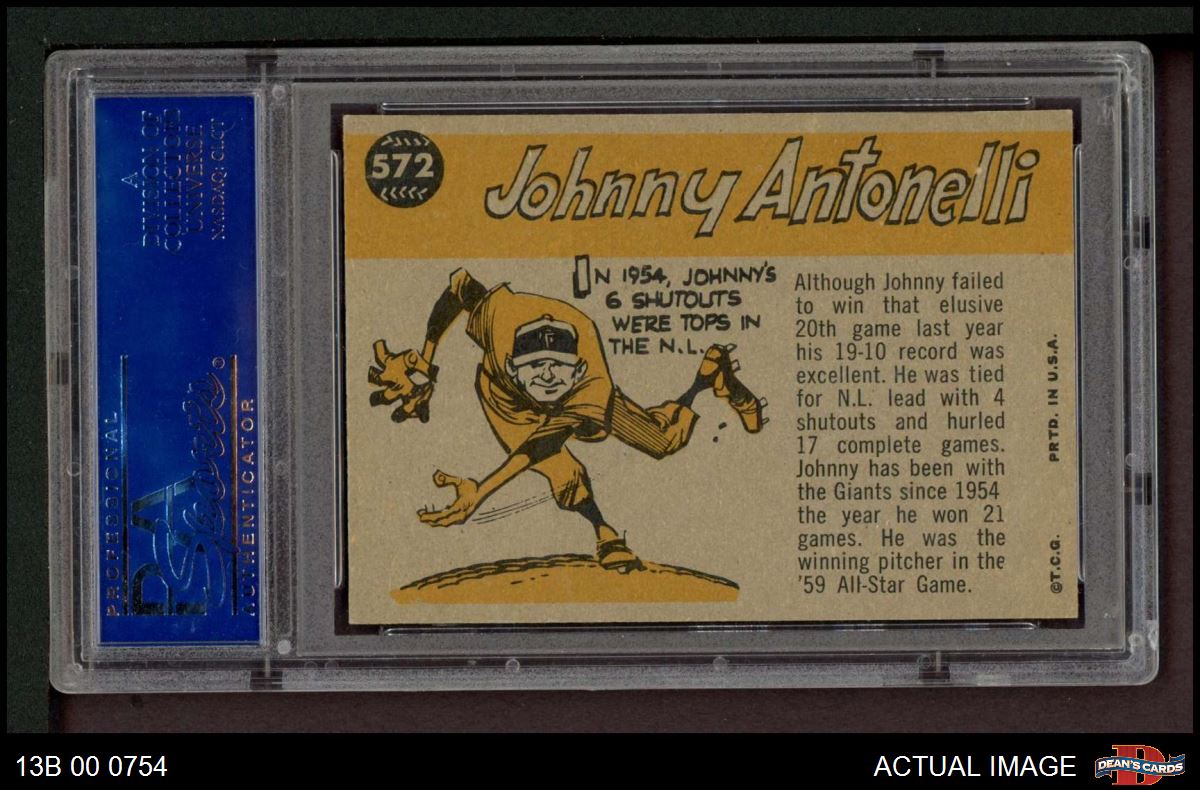 A
DIVISION OF
COLLECTORS
UNIVERSE
NASDAQ: CLCT
PROFESSIONAL
PSA
Sports
AUTHENTICATOR
572
Johnny Antonelli
IN 1954, JOHNNY'S
6 SHUTOUTS
WERE TOPS IN
THE N.L.
Although Johnny failed
to win that elusive
20th game last year
his 19-10 record was
excellent. He was tied
for N.L. lead with 4
shutouts and hurled
17 complete games.
Johnny has been with
the Giants since 1954
the year he won 21
games. He was the
winning pitcher in the
'59 All-Star Game.
©T.C.G. PRTD. IN U.S.A.
13B 00 0754
ACTUAL IMAGE
D
DEAN'S CARDS